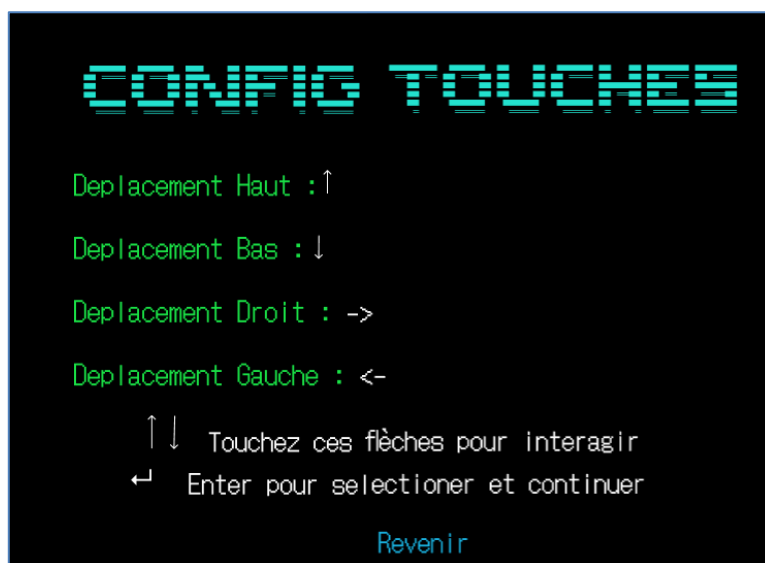 CONFIG TOUCHES
Deplacement Haut :↑
Deplacement Bas : ↓
Deplacement Droit : ->
Deplacement Gauche : <-
↑↓ Touchez ces flèches pour interagir
↵ Enter pour selectioner et continuer
Revenir